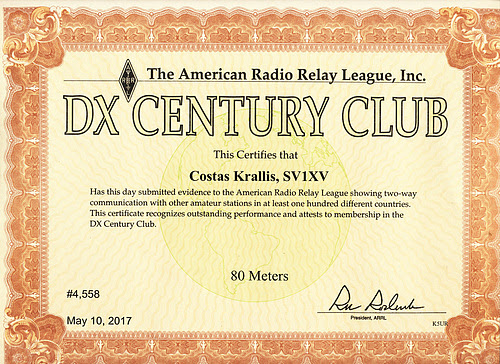 The American Radio Relay League, Inc.
DX CENTURY CLUB
This Certifies that
Costas Krallis, SV1XV
Has this day submitted evidence to the American Radio Relay League showing two-way
communication with other amateur stations in at least one hundred different countries.
This certificate recognizes outstanding performance and attests to membership in the
DX Century Club.
80 Meters
#4,558
May 10, 2017
President, ARRL